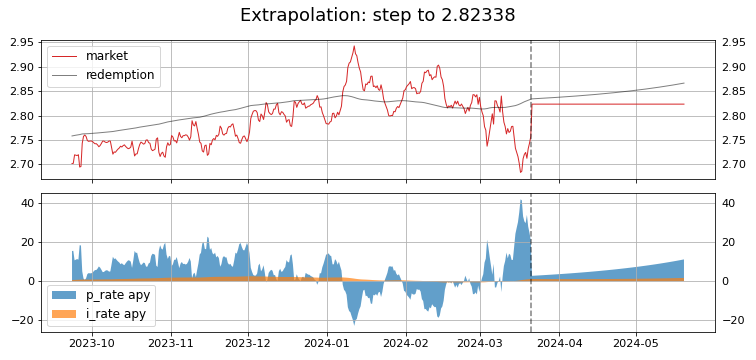 Extrapolation: step to 2.82338
2.95 2.95
market
redemption
2.90 2.90
2.85 2.85
2.80 2.80
2.75 2.75
2.70 2.70
40 40
20 20
0 0
p_rate apy
i_rate apy
−20 −20
2023-10 2023-11 2023-12 2024-01 2024-02 2024-03 2024-04 2024-05